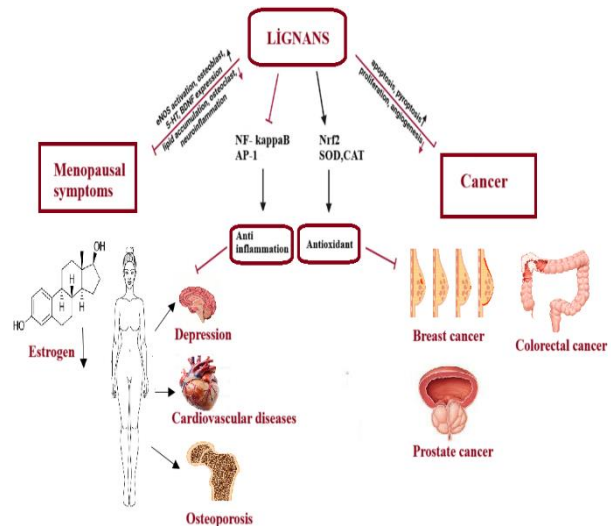 LİGNANS
eNOS activation, osteoblast,
5-HT, BDNF expression
lipid accumulation, osteoclast,
neuroinflammation
apoptosis, pyroptosis,
proliferation, angiogenesis,
NF- kappaB
AP-1
Nrf2
SOD,CAT
Menopausal
symptoms
Cancer
Anti
inflammation
Antioxidant
OH
H
H
H
HO
Estrogen
Depression
Cardiovascular diseases
Osteoporosis
Breast cancer
Colorectal cancer
Prostate cancer